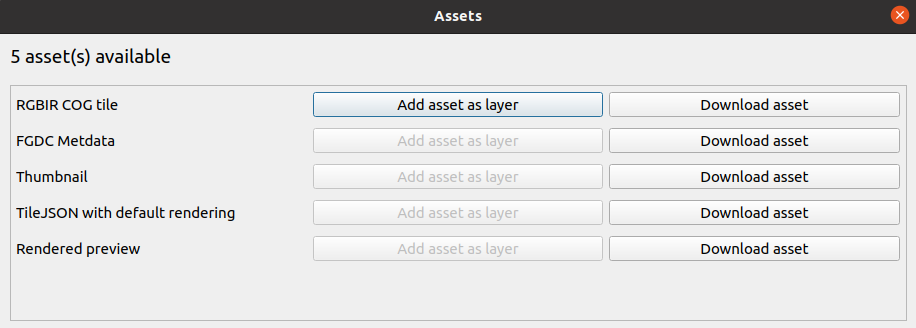 Assets
5 asset(s) available
RGBIR COG tile Add asset as layer Download asset
FGDC Metdata Add asset as layer Download asset
Thumbnail Add asset as layer Download asset
TileJSON with default rendering Add asset as layer Download asset
Rendered preview Add asset as layer Download asset